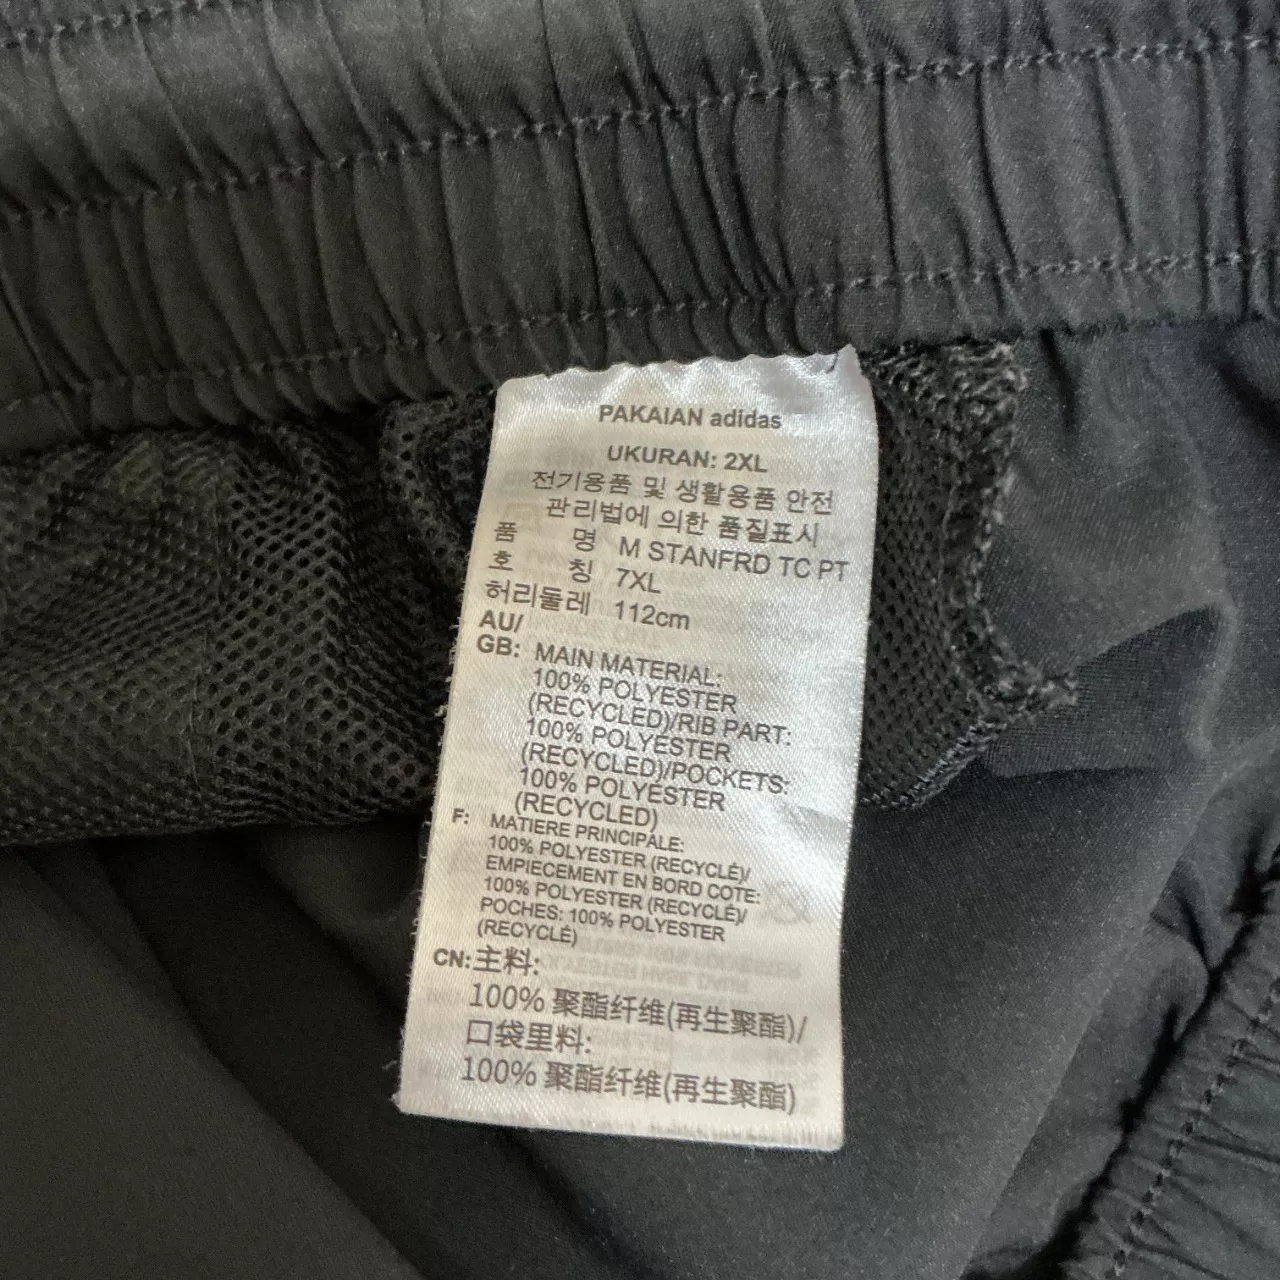 PAKAIAN adidas
UKURAN: 2XL
전기용품 및 생활용품 안전
관리법에 의한 품질표시
품 명 M STANFRD TC PT
호 칭 7XL
허리둘레 112cm
AU/
GB: MAIN MATERIAL:
100% POLYESTER
(RECYCLED)/RIB PART:
100% POLYESTER
(RECYCLED)/POCKETS:
100% POLYESTER
(RECYCLED)
F: MATIERE PRINCIPALE:
100% POLYESTER (RECYCLÉ)/
EMPIECEMENT EN BORD COTE:
100% POLYESTER (RECYCLÉ)/
POCHES: 100% POLYESTER
(RECYCLÉ)
CN: 主料:
100% 聚酯纤维(再生聚酯)/
口袋里料:
100% 聚酯纤维(再生聚酯)